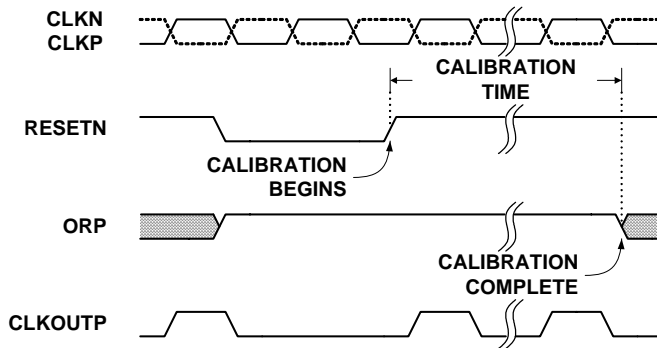 CLKN
CLKP
CALIBRATION
TIME
RESETN
CALIBRATION
BEGINS
ORP
CALIBRATION
COMPLETE
CLKOUTP